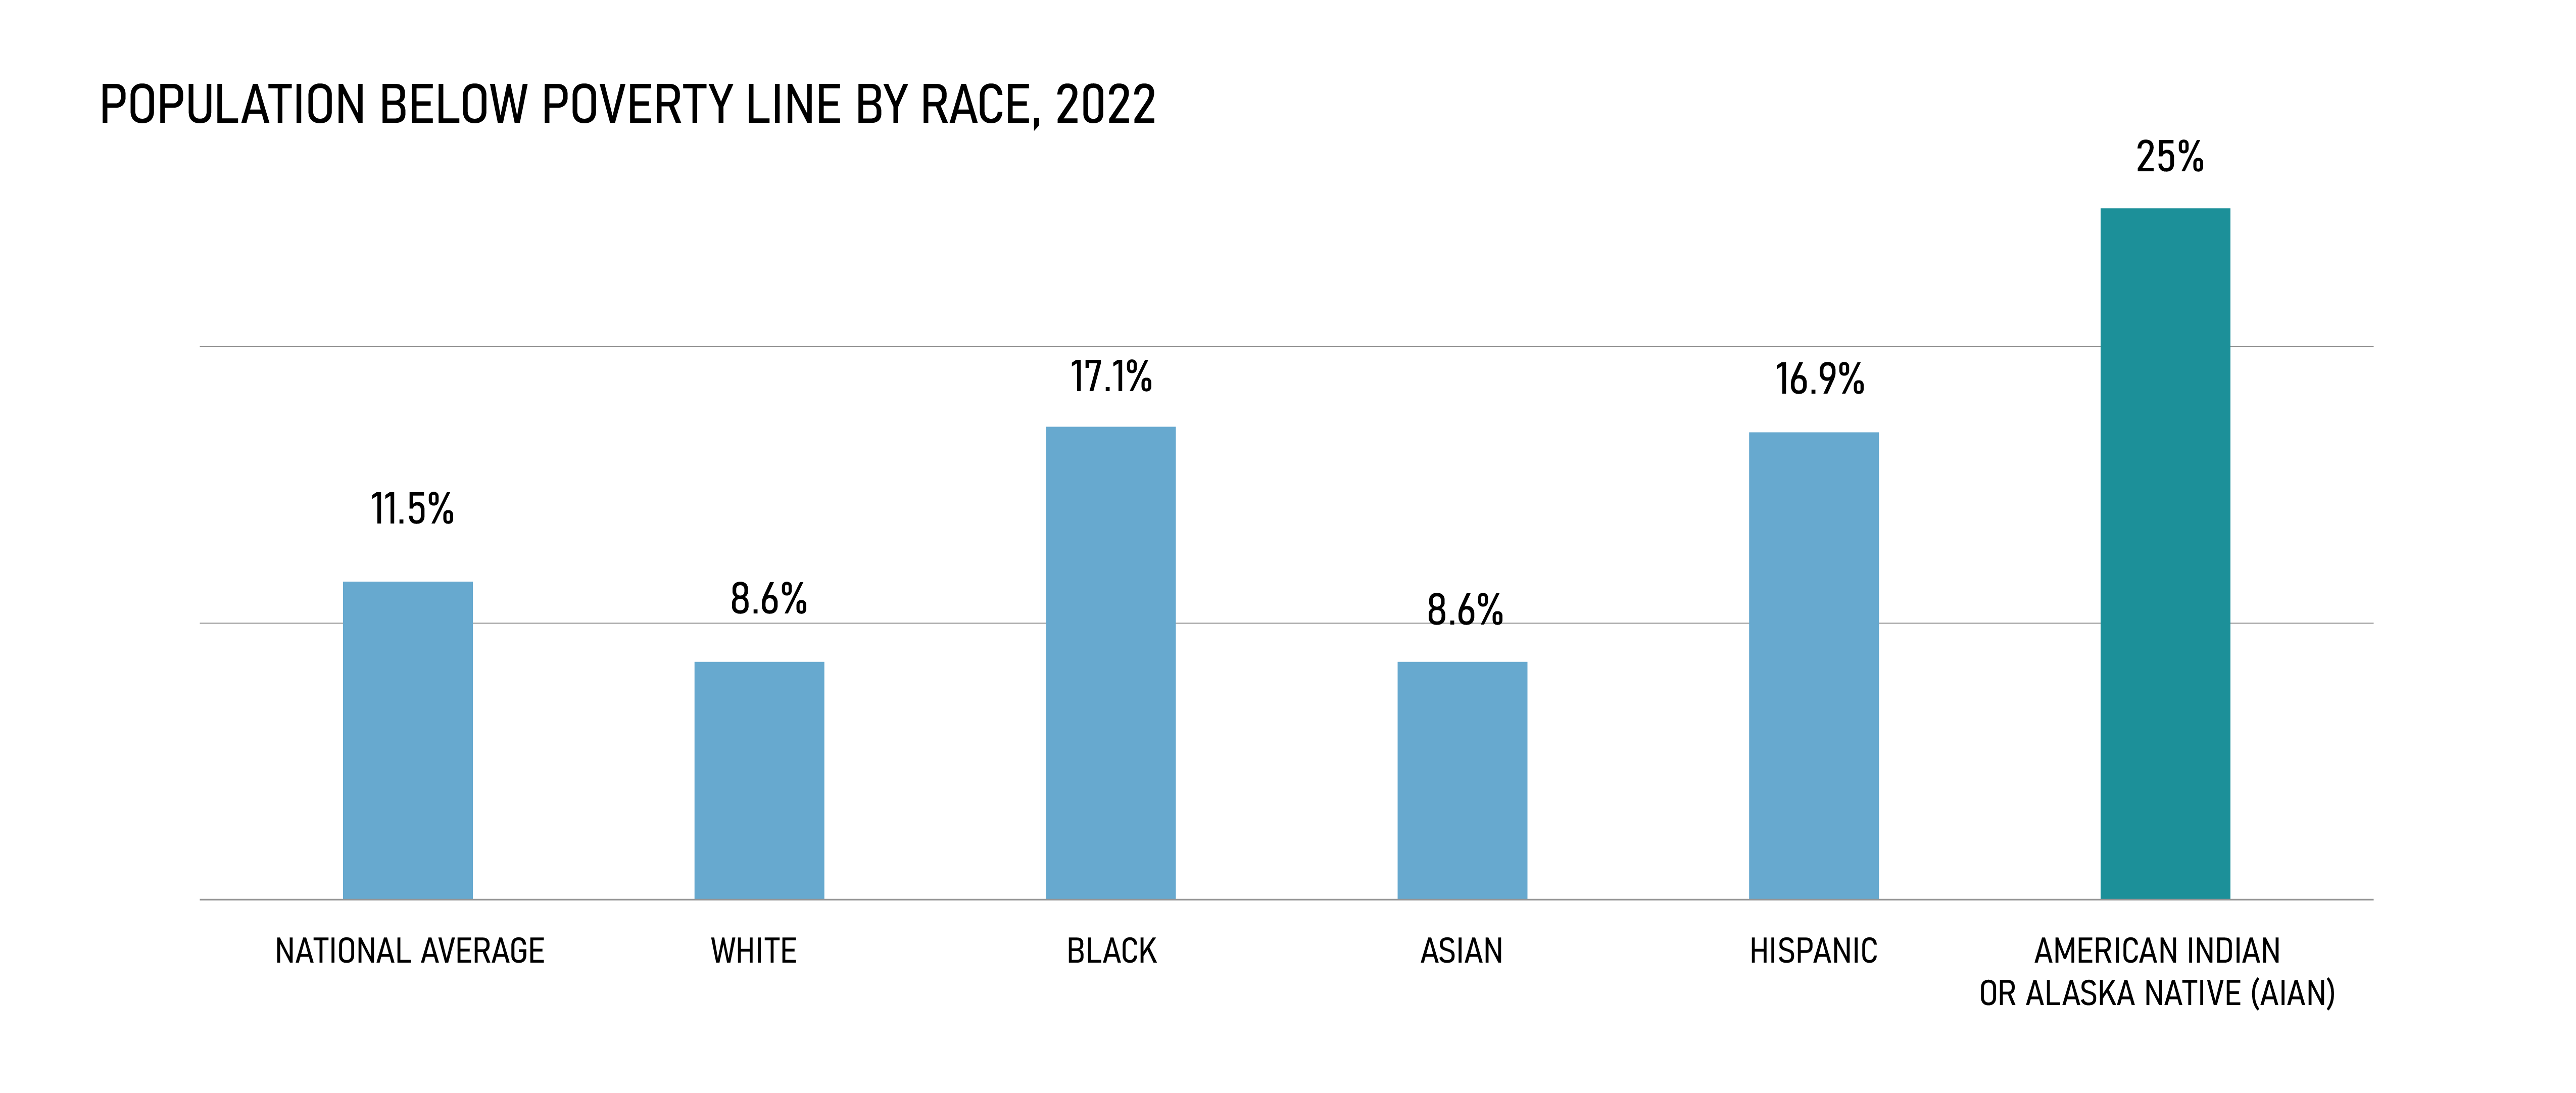 POPULATION BELOW POVERTY LINE BY RACE, 2022
25%
17.1%
16.9%
11.5%
8.6%
8.6%
NATIONAL AVERAGE
WHITE
BLACK
ASIAN
HISPANIC
AMERICAN INDIAN
OR ALASKA NATIVE (AIAN)